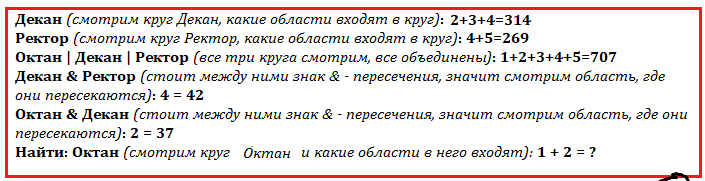 Декан (смотрим круг Декан, какие области входят в круг): 2+3+4=314
Ректор (смотрим круг Ректор, какие области входят в круг): 4+5=269
Октан | Декан | Ректор (все три круга смотрим, все объединены): 1+2+3+4+5=707
Декан & Ректор (стоит между ними знак & - пересечения, значит смотрим область, где
они пересекаются): 4 = 42
Октан & Декан (стоит между ними знак & - пересечения, значит смотрим область, где они
пересекаются): 2 = 37
Найти: Октан (смотрим круг Октан и какие области в него входят): 1 + 2 = ?